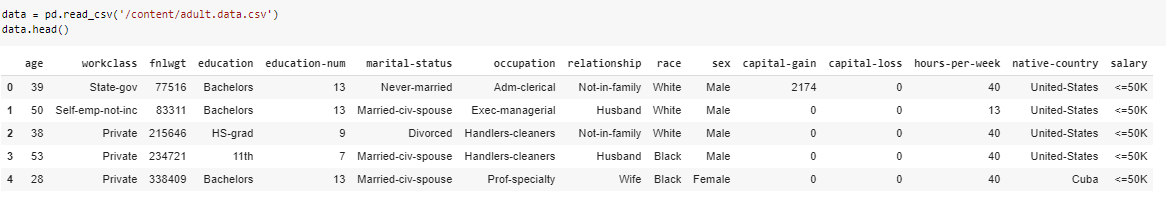 data = pd.read_csv('/content/adult.data.csv')
data.head()
age workclass fnlwgt education education-num marital-status occupation relationship race sex capital-gain capital-loss hours-per-week native-country salary
0 39 State-gov 77516 Bachelors 13 Never-married Adm-clerical Not-in-family White Male 2174 0 40 United-States <=50K
1 50 Self-emp-not-inc 83311 Bachelors 13 Married-civ-spouse Exec-managerial Husband White Male 0 0 13 United-States <=50K
2 38 Private 215646 HS-grad 9 Divorced Handlers-cleaners Not-in-family White Male 0 0 40 United-States <=50K
3 53 Private 234721 11th 7 Married-civ-spouse Handlers-cleaners Husband Black Male 0 0 40 United-States <=50K
4 28 Private 338409 Bachelors 13 Married-civ-spouse Prof-specialty Wife Black Female 0 0 40 Cuba <=50K